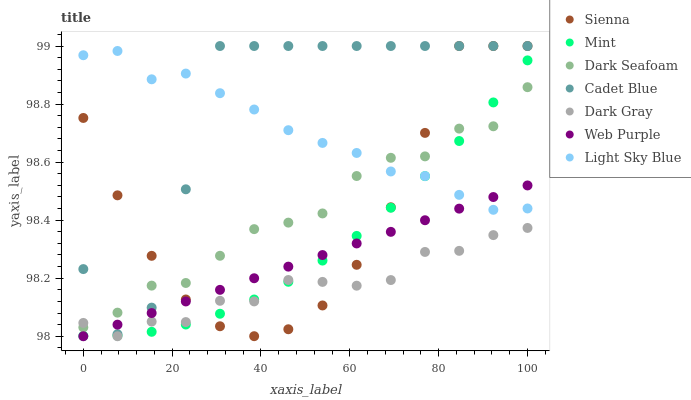 title
Sienna
Mint
Dark Seafoam
Cadet Blue
Dark Gray
Web Purple
Light Sky Blue
yaxis_label
99
98.8
98.6
98.4
98.2
98
0 20 40 60 80 100
xaxis_label